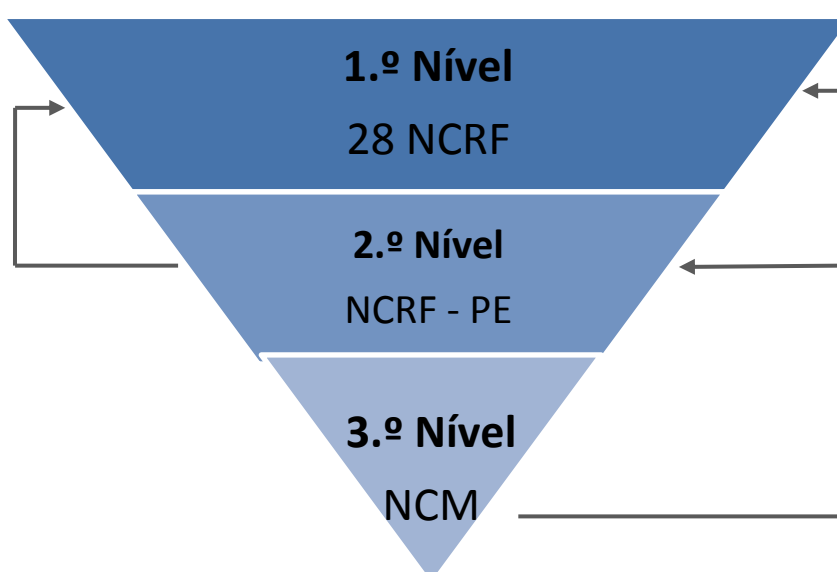 1.º Nível
28 NCRF
2.º Nível
NCRF - PE
3.º Nível
NCM